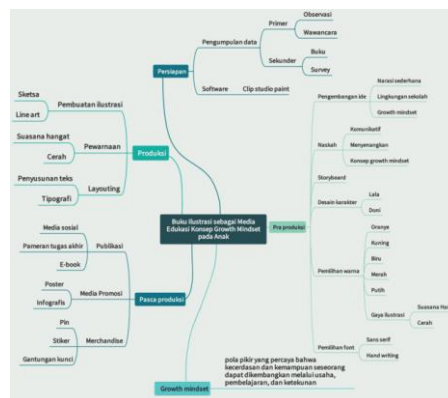 Persiapan
Pengumpulan data
Primer
Observasi
Wawancara
Sekunder
Buku
Survey
Software
Clip studio paint
Produksi
Pembuatan ilustrasi
Sketsa
Line art
Pewarnaan
Suasana hangat
Cerah
Layouting
Penyusunan teks
Tipografi
Buku Ilustrasi sebagai Media
Edukasi Konsep Growth Mindset
pada Anak
Pra produksi
Pengembangan ide
Narasi sederhana
Lingkungan sekolah
Growth mindset
Naskah
Komunikatif
Menyenangkan
Konsep growth mindset
Storyboard
Desain karakter
Lala
Doni
Pemilihan warna
Oranye
Kuning
Biru
Merah
Putih
Gaya ilustrasi
Suasana Ha
Cerah
Pemilihan font
Sans serif
Hand writing
Pasca produksi
Publikasi
Media sosial
Pameran tugas akhir
E-book
Media Promosi
Poster
Infografis
Merchandise
Pin
Stiker
Gantungan kunci
Growth mindset
pola pikir yang percaya bahwa
kecerdasan dan kemampuan seseorang
dapat dikembangkan melalui usaha,
pembelajaran, dan ketekunan